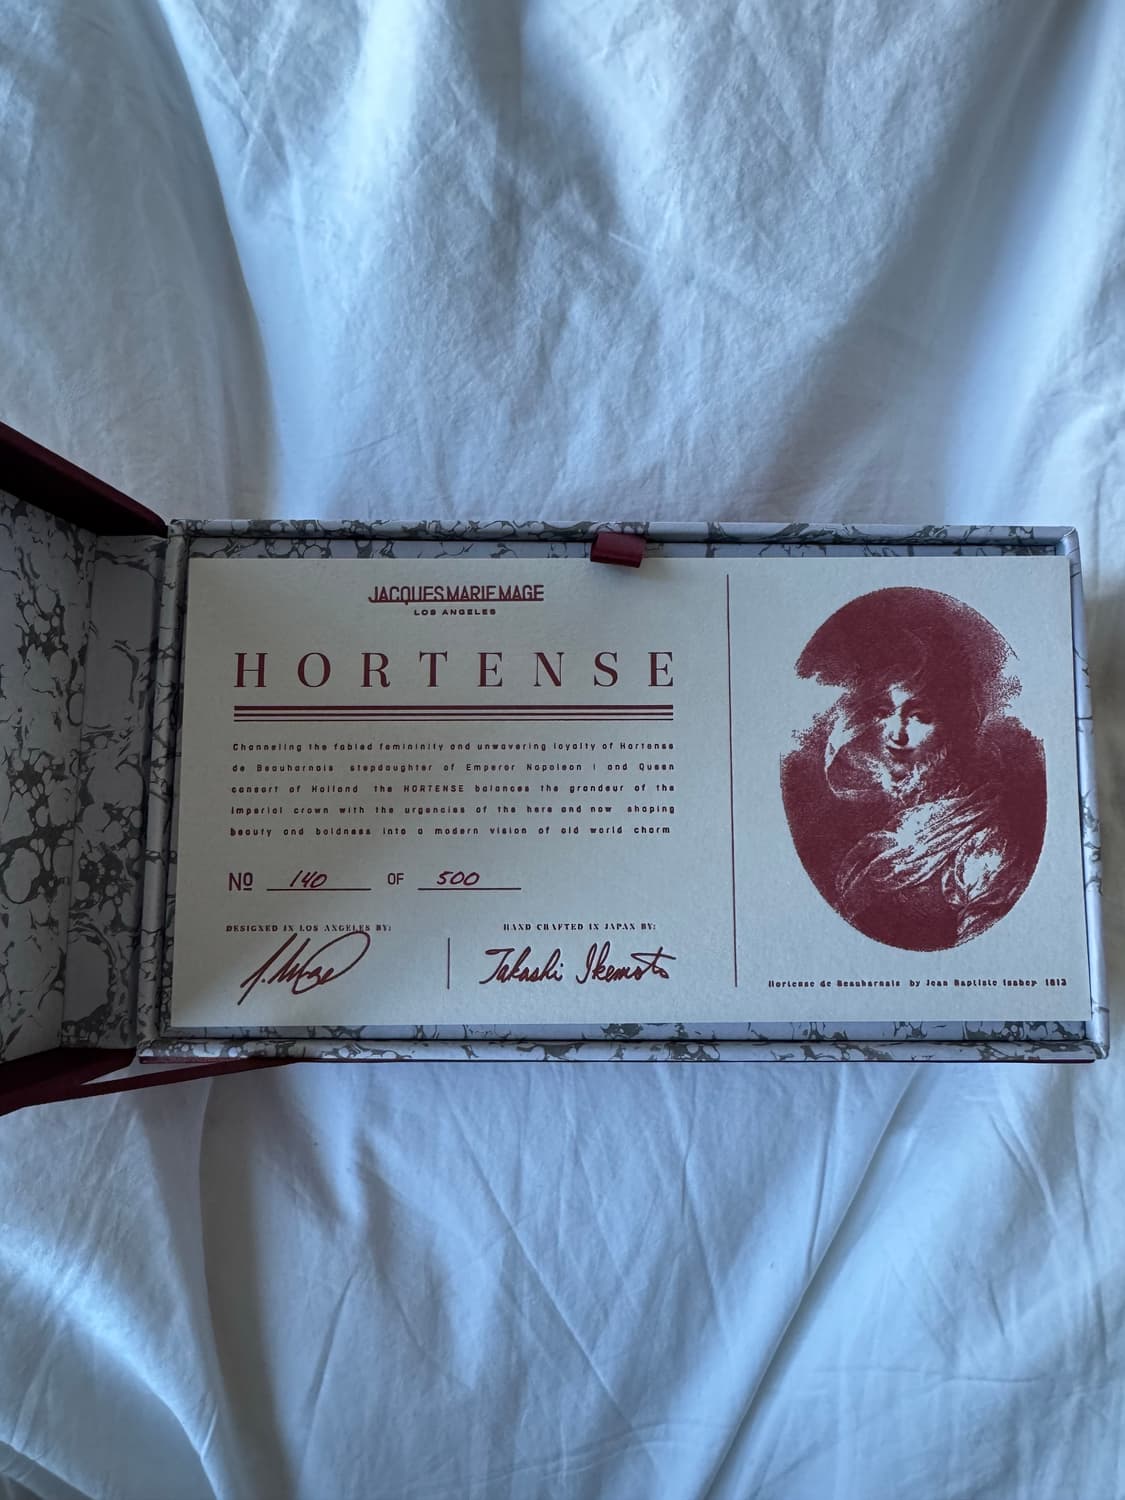 JACQUES MARIE MAGE
LOS ANGELES
HORTENSE
Channeling the fabled femininity and unwavering loyalty of Hortense
de Beauharnais stepdaughter of Emperor Napoleon I and Queen
consort of Holland the HORTENSE balances the grandeur of the
imperial crown with the urgencies of the here and now shaping
beauty and boldness into a modern vision of old world charm
Nº 140 OF 500
DESIGNED IN LOS ANGELES BY:
J. Mage
HAND CRAFTED IN JAPAN BY:
Takashi Ikemoto
Hortense de Beauharnais by Jean Baptiste Isabey 1813